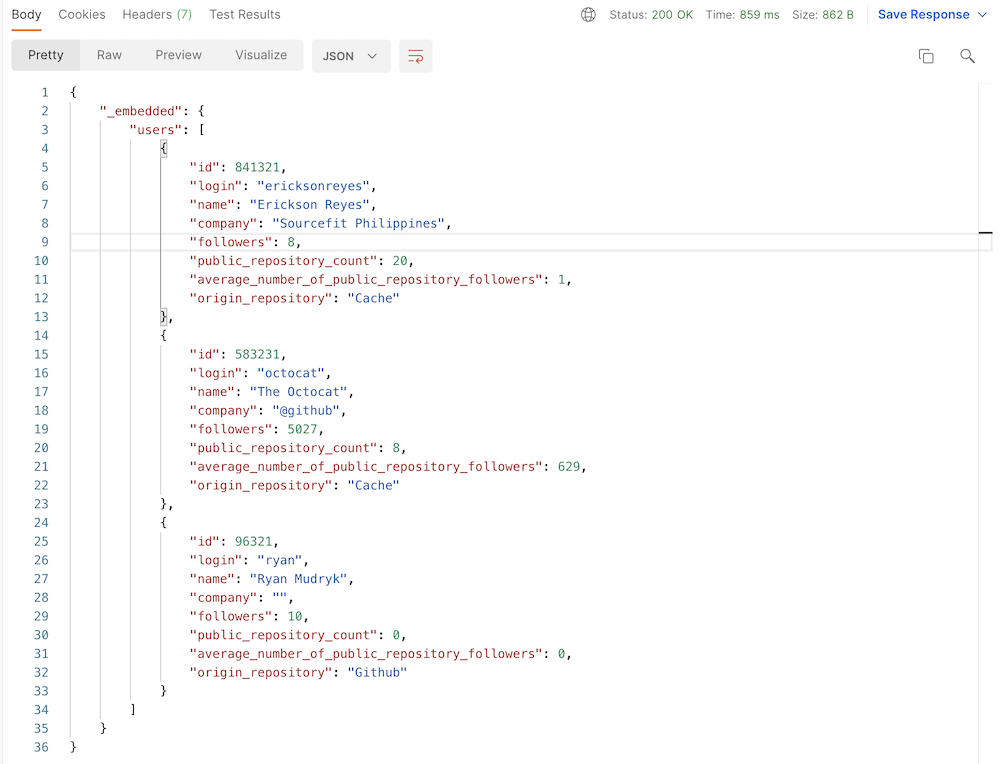 Body Cookies Headers (7) Test Results Status: 200 OK Time: 859 ms Size: 862 B Save Response
Pretty Raw Preview Visualize JSON
1 {
2 "_embedded": {
3 "users": [
4 {
5 "id": 841321,
6 "login": "ericksonreyes",
7 "name": "Erickson Reyes",
8 "company": "Sourcefit Philippines",
9 "followers": 8,
10 "public_repository_count": 20,
11 "average_number_of_public_repository_followers": 1,
12 "origin_repository": "Cache"
13 },
14 {
15 "id": 583231,
16 "login": "octocat",
17 "name": "The Octocat",
18 "company": "@github",
19 "followers": 5027,
20 "public_repository_count": 8,
21 "average_number_of_public_repository_followers": 629,
22 "origin_repository": "Cache"
23 },
24 {
25 "id": 96321,
26 "login": "ryan",
27 "name": "Ryan Mudryk",
28 "company": "",
29 "followers": 10,
30 "public_repository_count": 0,
31 "average_number_of_public_repository_followers": 0,
32 "origin_repository": "Github"
33 }
34 ]
35 }
36 }